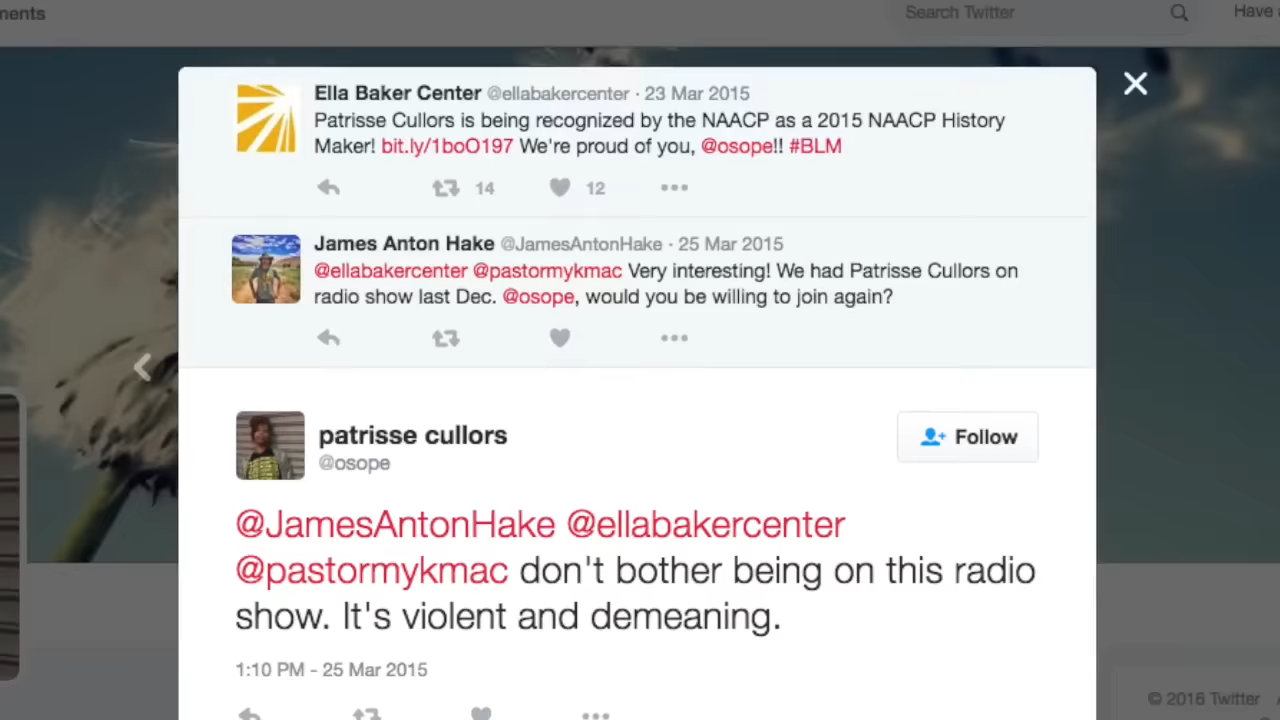 ments
Search Twitter
Have
Ella Baker Center @ellabakercenter · 23 Mar 2015
Patrisse Cullors is being recognized by the NAACP as a 2015 NAACP History
Maker! bit.ly/1boO197 We're proud of you, @osope!! #BLM
14 12
James Anton Hake @JamesAntonHake · 25 Mar 2015
@ellabakercenter @pastormykmac Very interesting! We had Patrisse Cullors on
radio show last Dec. @osope, would you be willing to join again?
patrisse cullors
@osope
Follow
@JamesAntonHake @ellabakercenter
@pastormykmac don't bother being on this radio
show. It's violent and demeaning.
1:10 PM - 25 Mar 2015
© 2016 Twitter